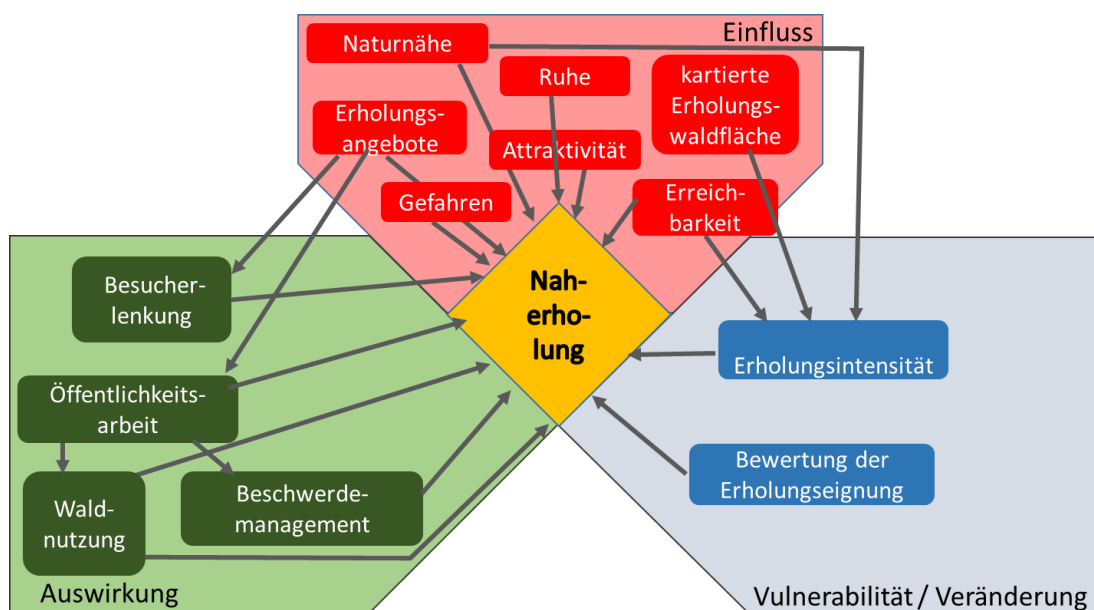 Einfluss
Naturnähe
Ruhe
kartierte
Erholungs-
waldfläche
Erholungs-
angebote
Attraktivität
Gefahren
Erreich-
barkeit
Besucher-
lenkung
Nah-
erho-
lung
Erholungsintensität
Öffentlichkeits-
arbeit
Bewertung der
Erholungseignung
Wald-
nutzung
Beschwerde-
management
Auswirkung
Vulnerabilität / Veränderung